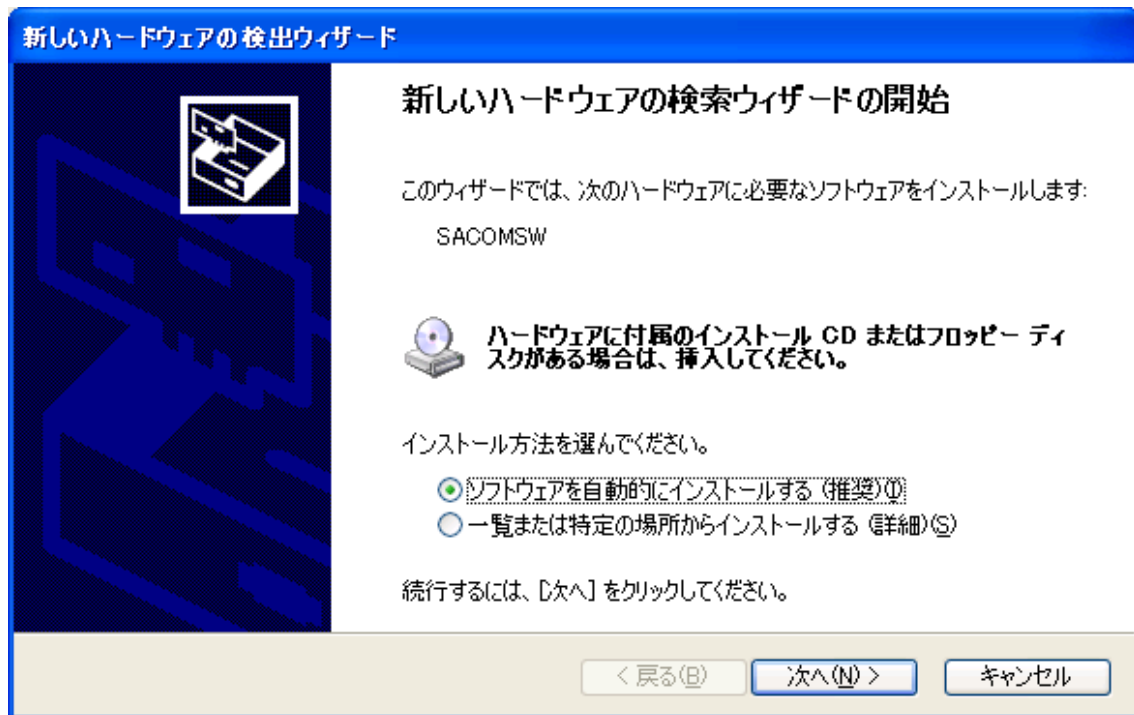 新しいハードウェアの検出ウィザード
新しいハードウェアの検索ウィザードの開始
このウィザードでは、次のハードウェアに必要なソフトウェアをインストールします:
SACOMSW
ハードウェアに付属のインストール CD またはフロッピー ディ
スクがある場合は、挿入してください。
インストール方法を選んでください。
ソフトウェアを自動的にインストールする (推奨)(I)
一覧または特定の場所からインストールする (詳細)(S)
続行するには、[次へ] をクリックしてください。
< 戻る(B)
次へ(N) >
キャンセル